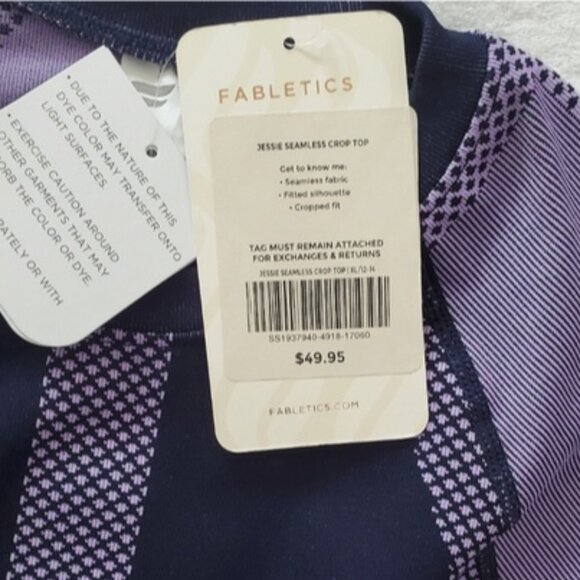 • DUE TO THE NATURE OF THIS
DYE COLOR MAY TRANSFER ONTO
LIGHT SURFACES.
• EXERCISE CAUTION AROUND
OTHER GARMENTS THAT MAY
THE COLOR OR DYE.
OR WITH
FABLETICS
JESSIE SEAMLESS CROP TOP
Get to know me:
• Seamless fabric
• Fitted silhouette
• Cropped fit
TAG MUST REMAIN ATTACHED
FOR EXCHANGES & RETURNS
JESSIE SEAMLESS CROP TOP | XL/12-14
SS1937940-4918-17060
$49.95
FABLETICS.COM